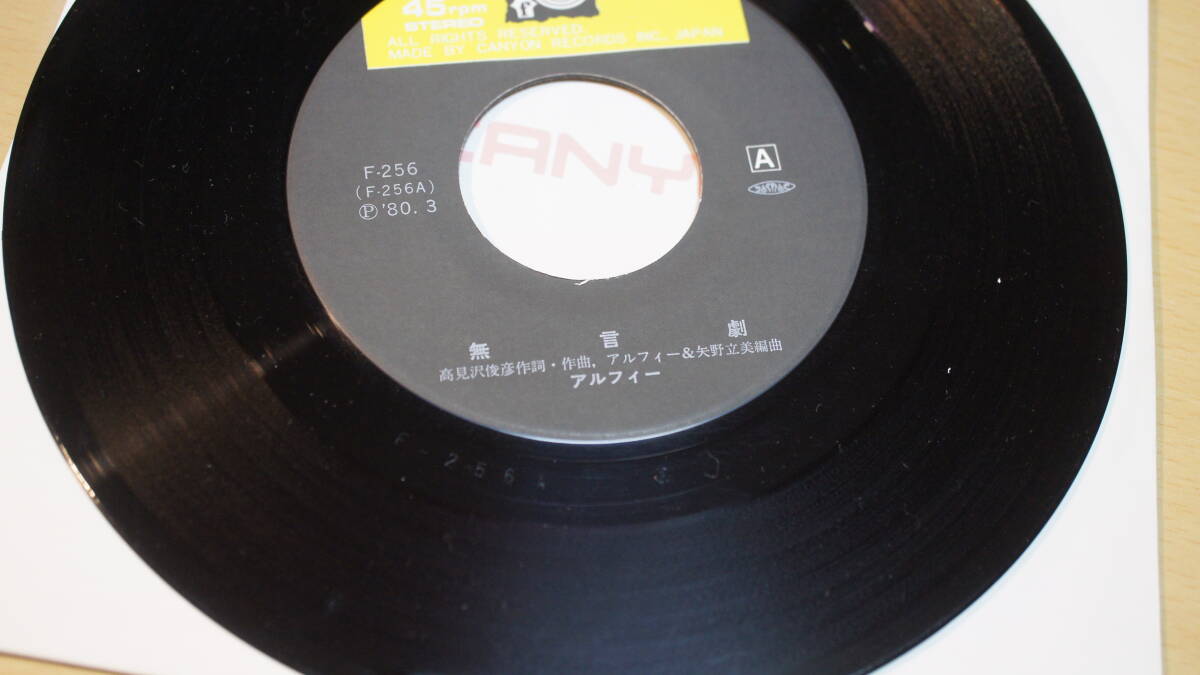 45rpm
STEREO
ALL RIGHTS RESERVED.
MADE BY CANYON RECORDS INC. JAPAN
CANY
A
F-256
(F-256A)
Ⓟ'80.3
無言劇
高見沢俊彦作詞・作曲, アルフィー&矢野立美編曲
アルフィー
F-256A